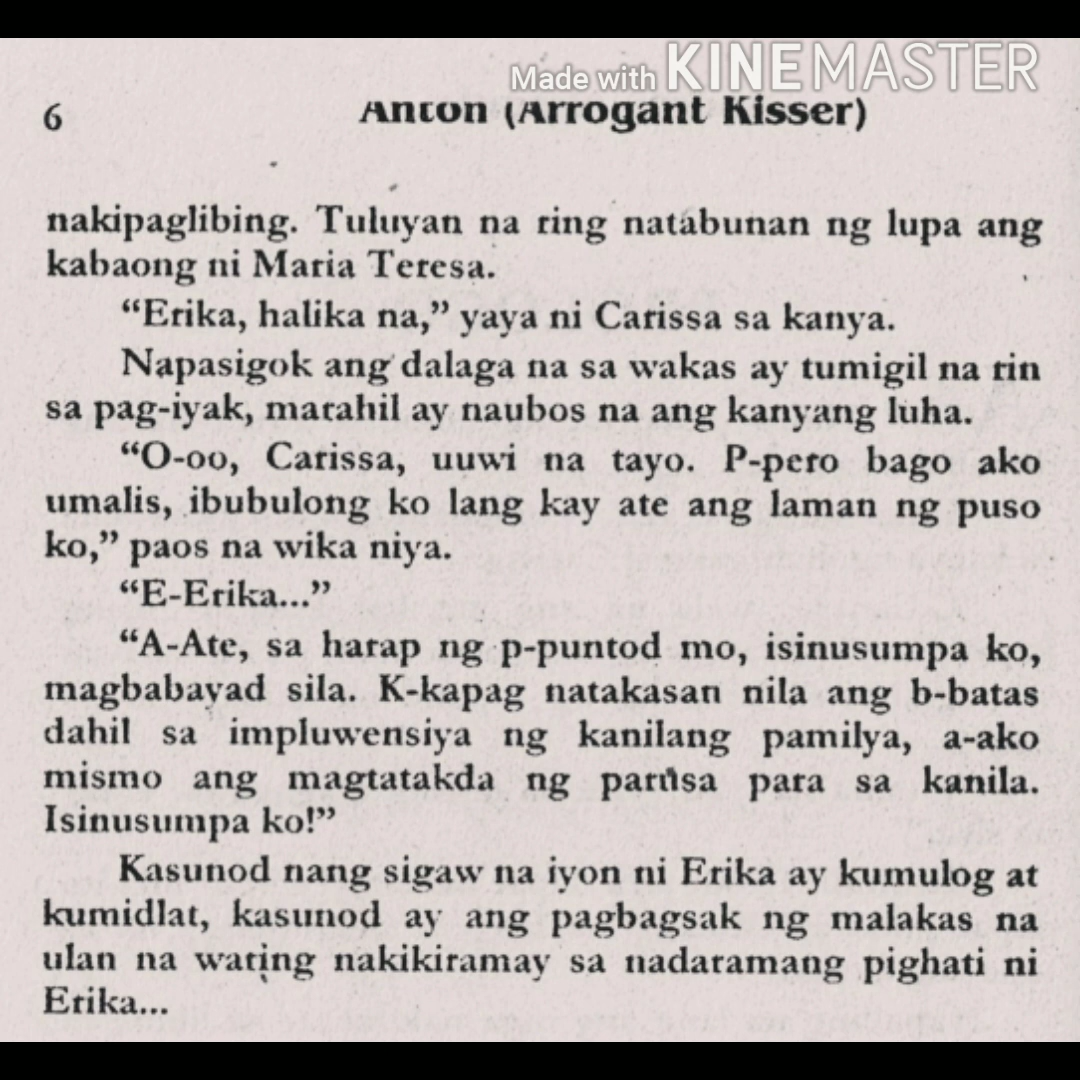 Made with KINEMASTER
6 Anton (Arrogant Kisser)
nakipaglibing. Tuluyan na ring natabunan ng lupa ang
kabaong ni Maria Teresa.
“Erika, halika na,” yaya ni Carissa sa kanya.
Napasigok ang dalaga na sa wakas ay tumigil na rin
sa pag-iyak, marahil ay naubos na ang kanyang luha.
“O-oo, Carissa, uuwi na tayo. P-pero bago ako
umalis, ibubulong ko lang kay ate ang laman ng puso
ko,” paos na wika niya.
“E-Erika...”
“A-Ate, sa harap ng p-puntod mo, isinusumpa ko,
magbabayad sila. K-kapag natakasan nila ang b-batas
dahil sa impluwensiya ng kanilang pamilya, a-ako
mismo ang magtatakda ng parusa para sa kanila.
Isinusumpa ko!”
Kasunod nang sigaw na iyon ni Erika ay kumulog at
kumidlat, kasunod ay ang pagbagsak ng malakas na
ulan na waring nakikiramay sa nadaramang pighati ni
Erika...